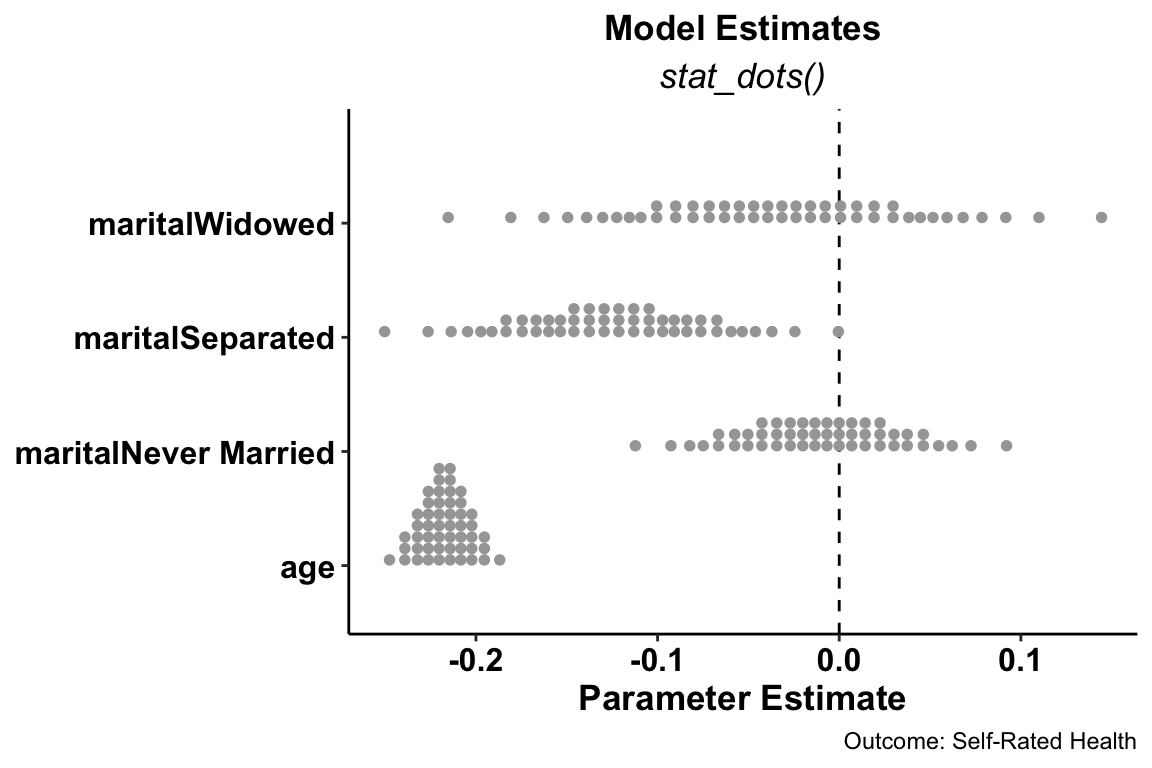 Model Estimates
stat_dots()
maritalWidowed
maritalSeparated
maritalNever Married
age
-0.2 -0.1 0.0 0.1
Parameter Estimate
Outcome: Self-Rated Health